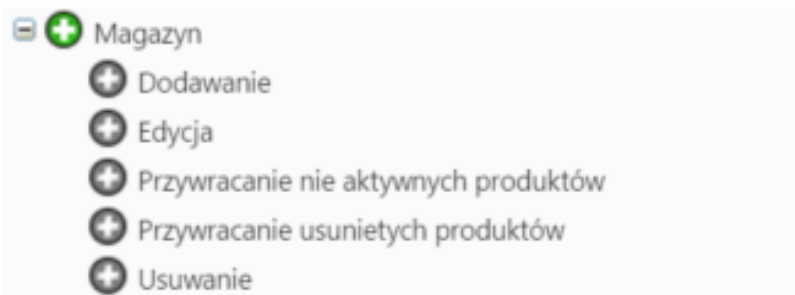 Magazyn
Dodawanie
Edycja
Przywracanie nie aktywnych produktów
Przywracanie usunietych produktów
Usuwanie